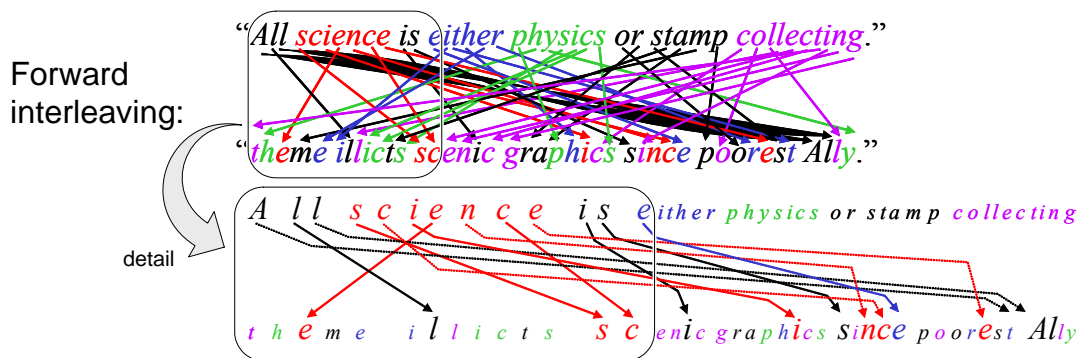 “All science is either physics or stamp collecting.”
Forward
interleaving:
“theme illicts scenic graphics since poorest Ally.”
All science is either physics or stamp collecting
detail
theme illicts scenic graphics since poorest Ally